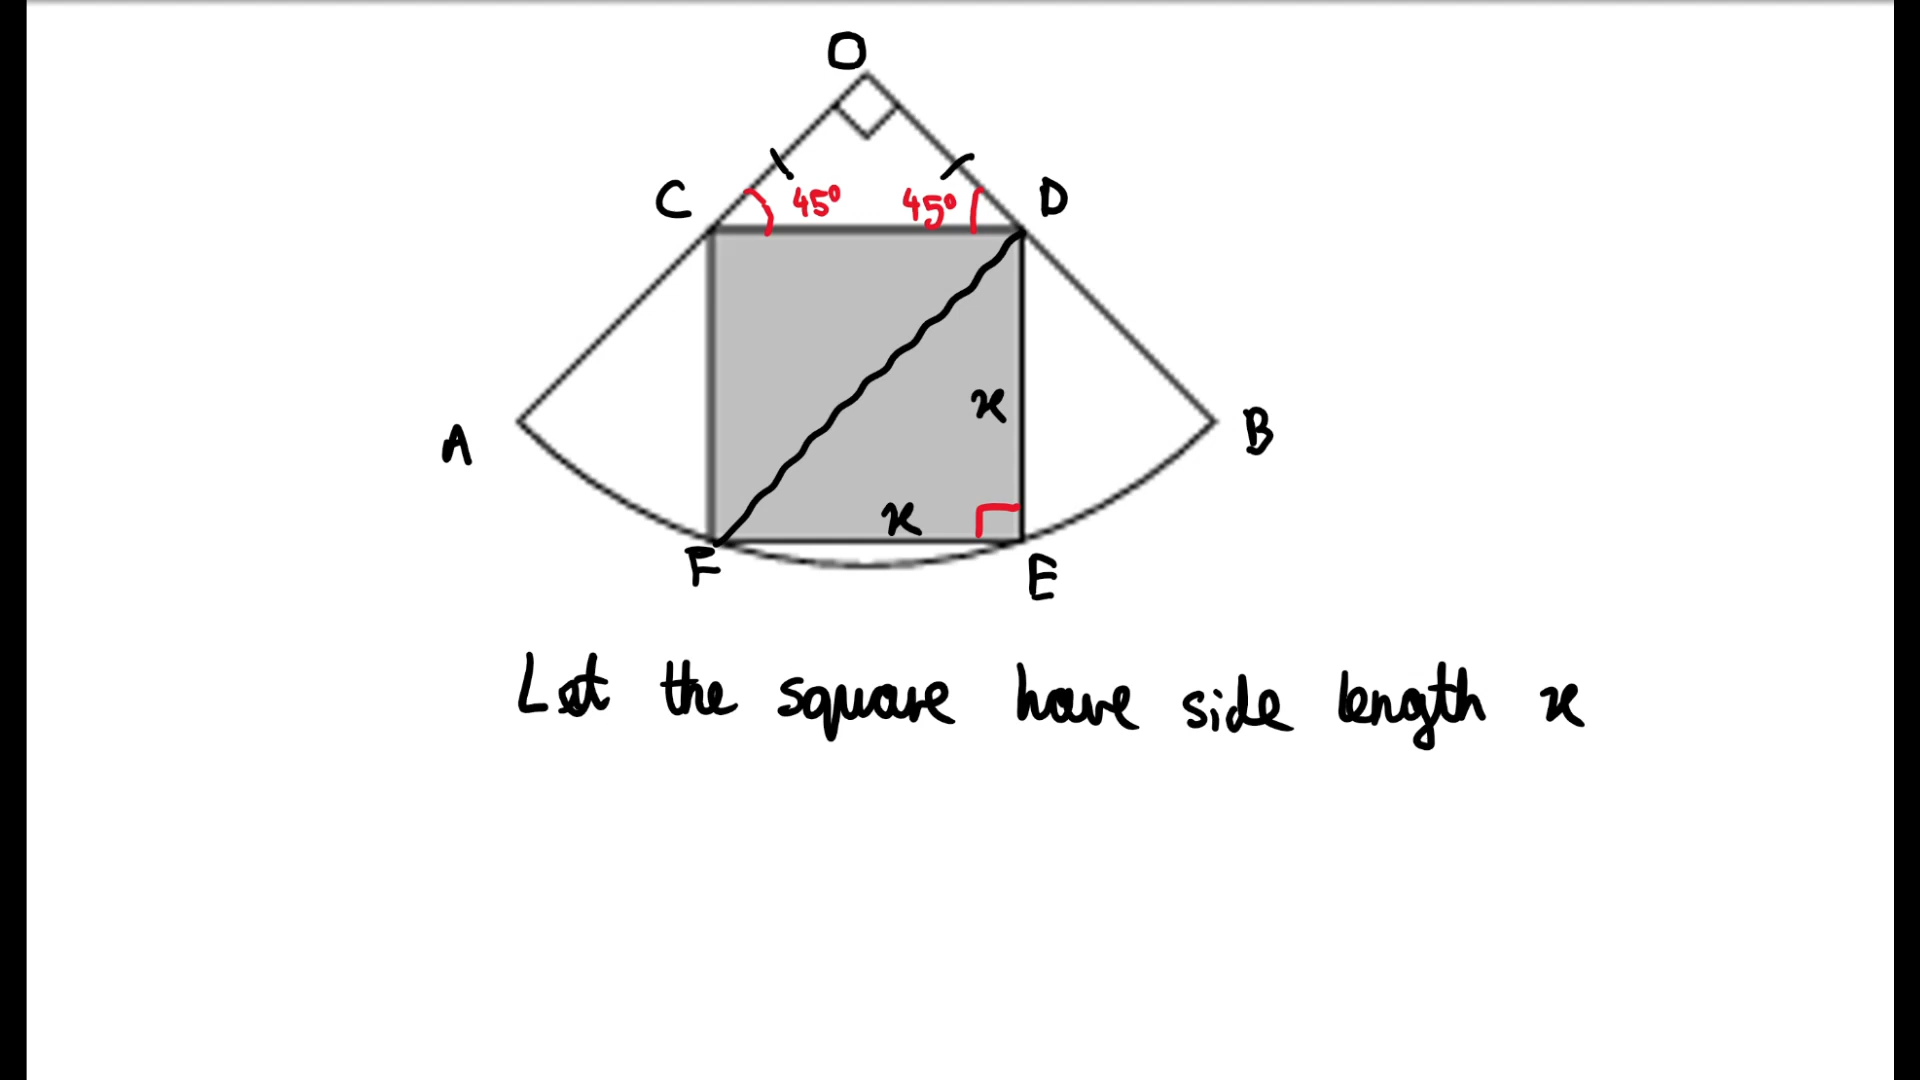 O
C 45° 45° D
x
A B
x
F E
Let the square have side length x